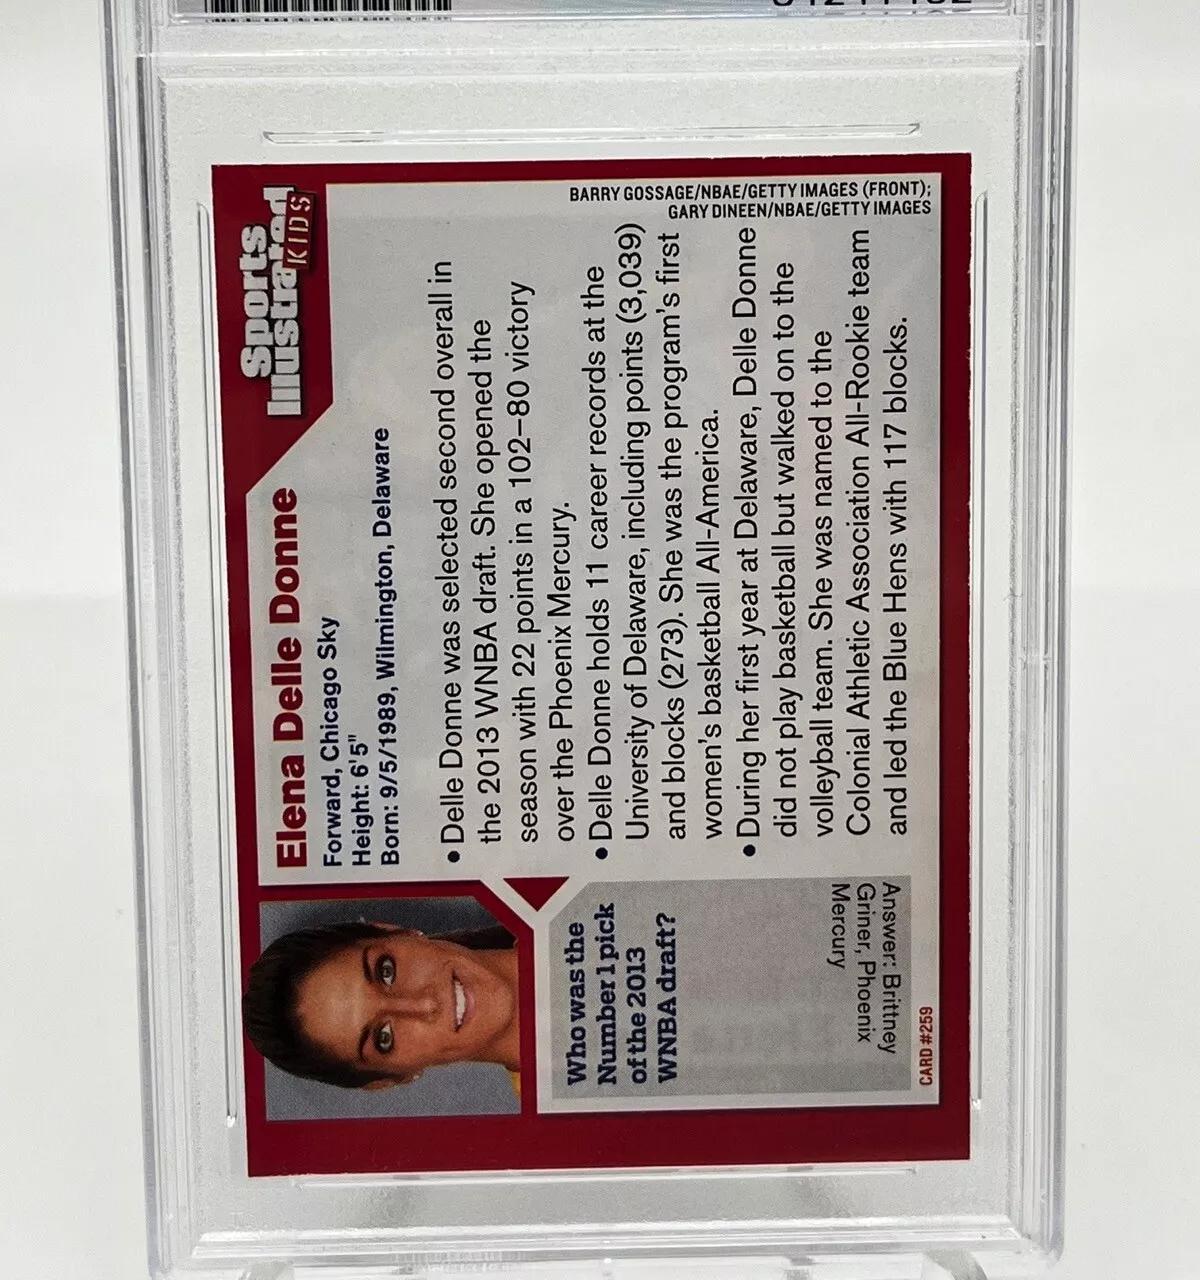 Sports
Illustrated
KIDS
Elena Delle Donne
Forward, Chicago Sky
Height: 6'5"
Born: 9/5/1989, Wilmington, Delaware
• Delle Donne was selected second overall in
the 2013 WNBA draft. She opened the
season with 22 points in a 102–80 victory
over the Phoenix Mercury.
• Delle Donne holds 11 career records at the
University of Delaware, including points (3,039)
and blocks (273). She was the program's first
women's basketball All-America.
• During her first year at Delaware, Delle Donne
did not play basketball but walked on to the
volleyball team. She was named to the
Colonial Athletic Association All-Rookie team
and led the Blue Hens with 117 blocks.
BARRY GOSSAGE/NBAE/GETTY IMAGES (FRONT);
GARY DINEEN/NBAE/GETTY IMAGES
Who was the
Number 1 pick
of the 2013
WNBA draft?
Answer: Brittney
Griner, Phoenix
Mercury
CARD #259